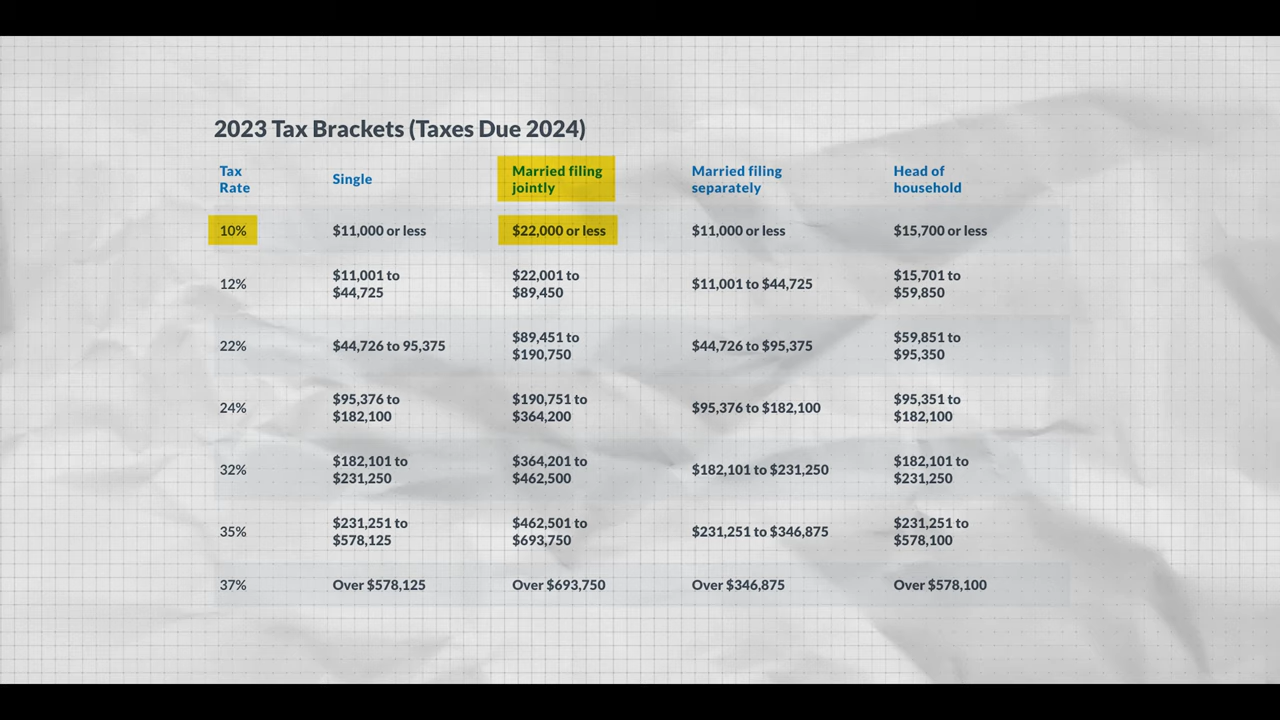 2023 Tax Brackets (Taxes Due 2024)
Tax
Rate
Single
Married filing
jointly
Married filing
separately
Head of
household
10%
$11,000 or less
$22,000 or less
$11,000 or less
$15,700 or less
12%
$11,001 to
$44,725
$22,001 to
$89,450
$11,001 to $44,725
$15,701 to
$59,850
22%
$44,726 to 95,375
$89,451 to
$190,750
$44,726 to $95,375
$59,851 to
$95,350
24%
$95,376 to
$182,100
$190,751 to
$364,200
$95,376 to $182,100
$95,351 to
$182,100
32%
$182,101 to
$231,250
$364,201 to
$462,500
$182,101 to $231,250
$182,101 to
$231,250
35%
$231,251 to
$578,125
$462,501 to
$693,750
$231,251 to $346,875
$231,251 to
$578,100
37%
Over $578,125
Over $693,750
Over $346,875
Over $578,100